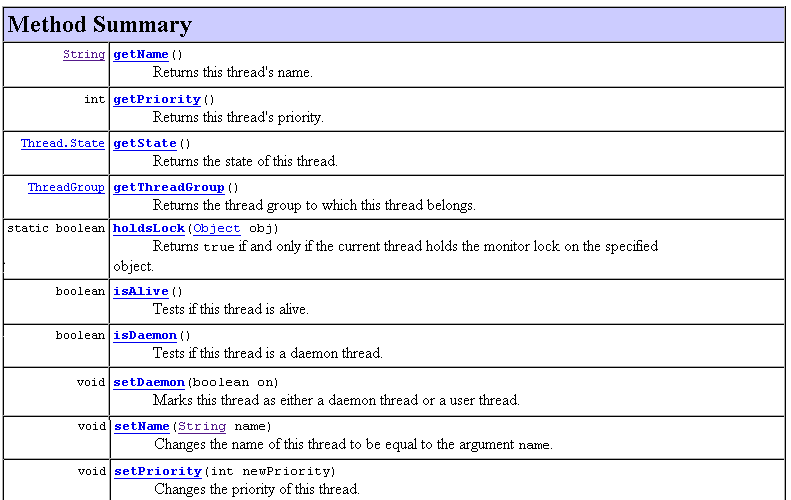 Method Summary
String getName()
Returns this thread's name.
int getPriority()
Returns this thread's priority.
Thread.State getState()
Returns the state of this thread.
ThreadGroup getThreadGroup()
Returns the thread group to which this thread belongs.
static boolean holdsLock(Object obj)
Returns true if and only if the current thread holds the monitor lock on the specified
object.
boolean isAlive()
Tests if this thread is alive.
boolean isDaemon()
Tests if this thread is a daemon thread.
void setDaemon(boolean on)
Marks this thread as either a daemon thread or a user thread.
void setName(String name)
Changes the name of this thread to be equal to the argument name.
void setPriority(int newPriority)
Changes the priority of this thread.